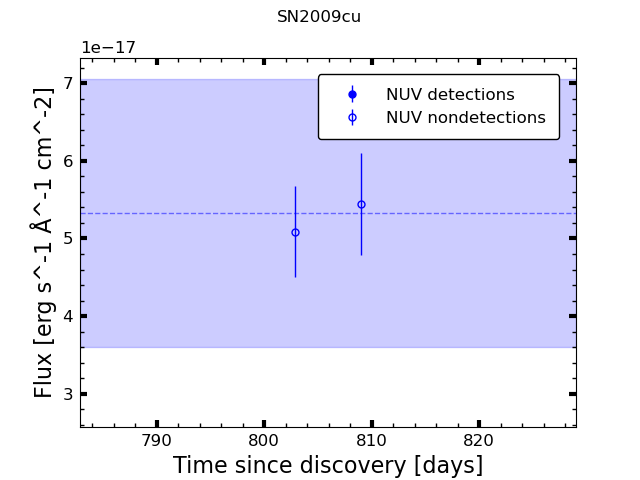 SN2009cu
1e−17
7
6
5
4
3
Flux [erg s^-1 Å^-1 cm^-2]
NUV detections
NUV nondetections
790 800 810 820
Time since discovery [days]